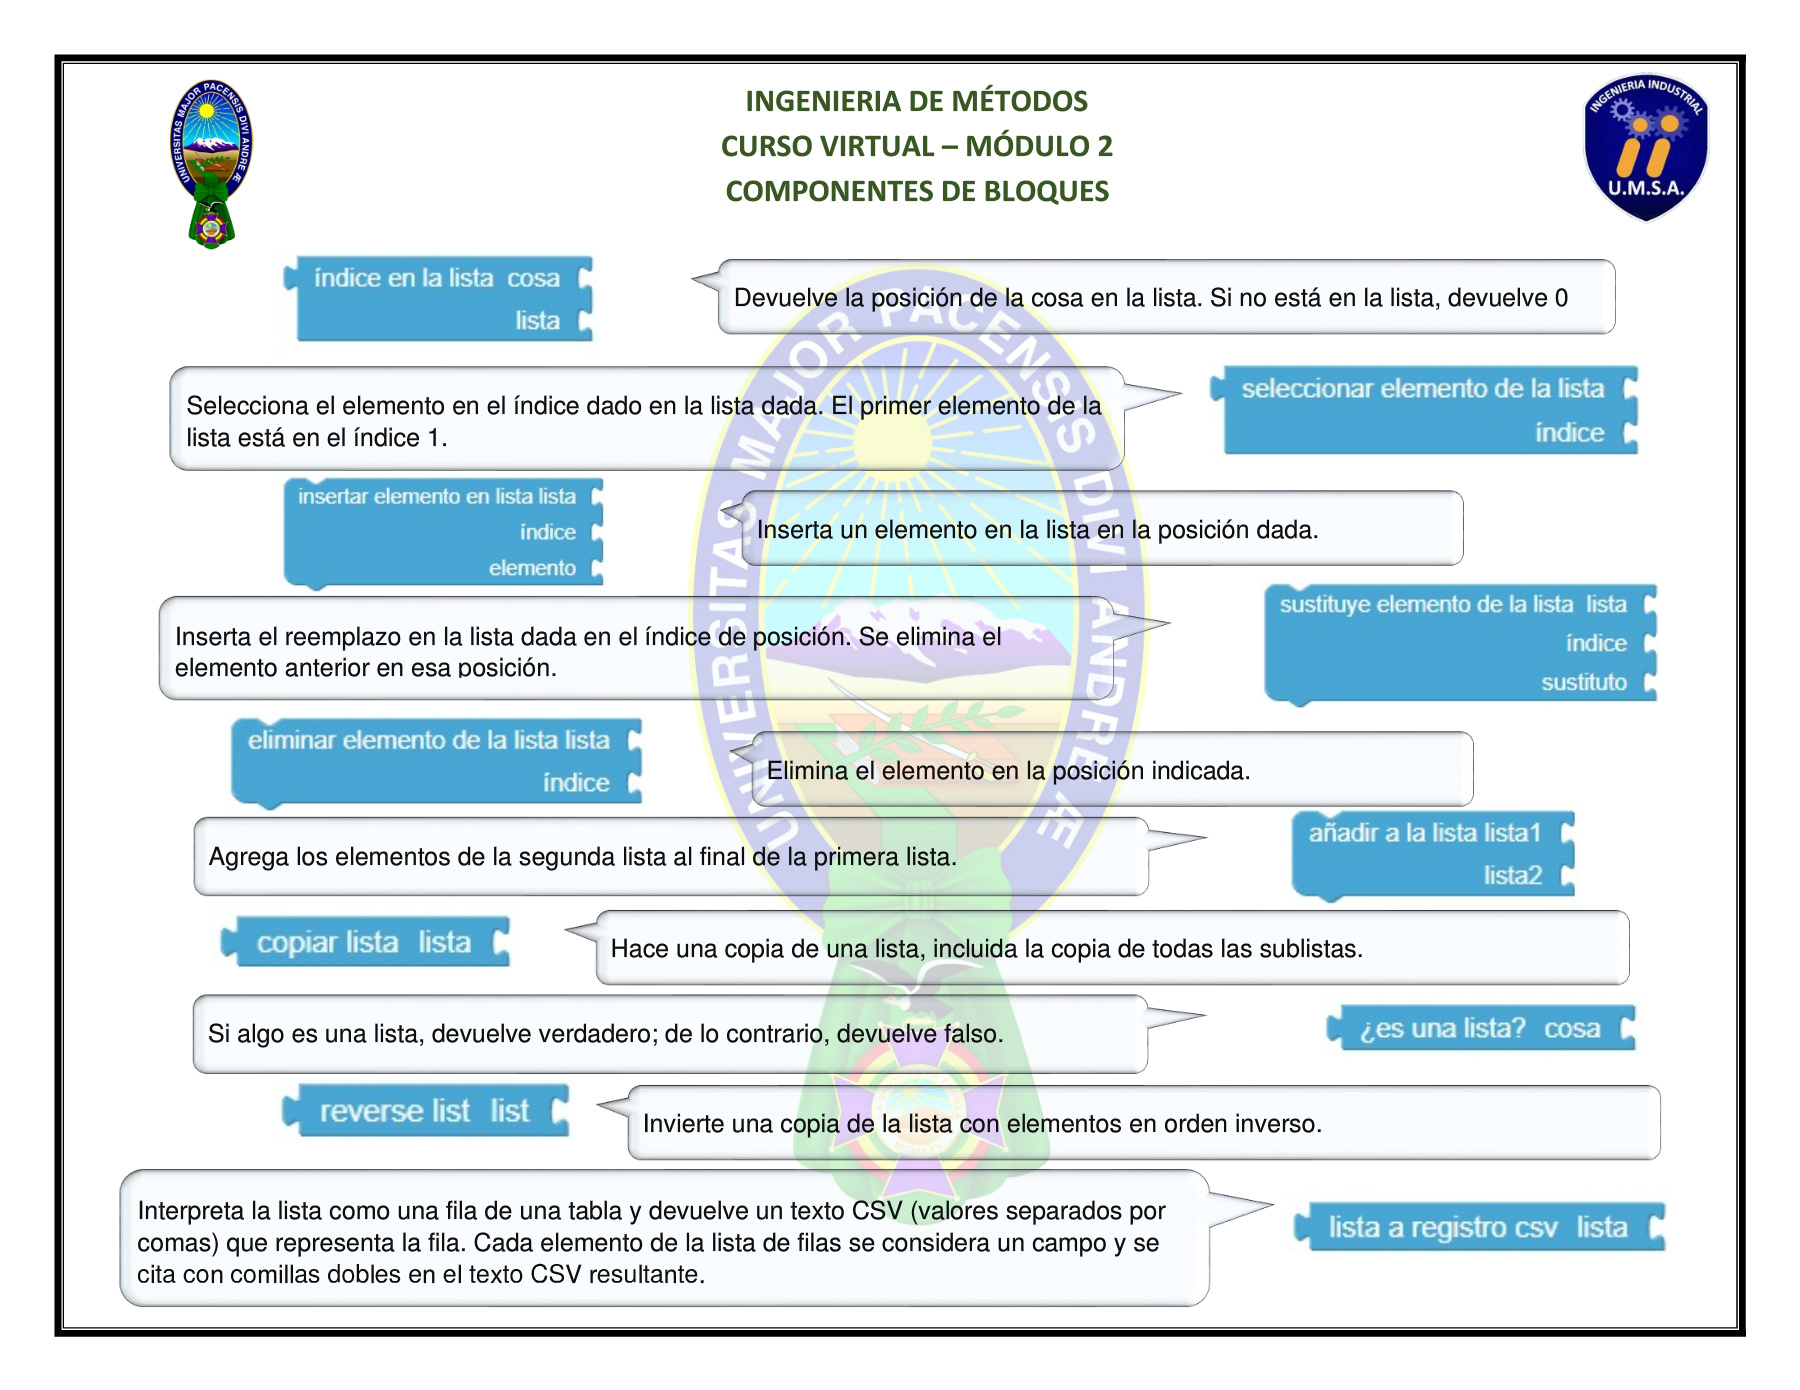 INGENIERIA DE MÉTODOS
CURSO VIRTUAL – MÓDULO 2
COMPONENTES DE BLOQUES
UNIVERSITAS MAJOR PACENSIS DIVI ANDRE Æ
INGENIERIA INDUSTRIAL
U.M.S.A.
índice en la lista cosa
lista
Devuelve la posición de la cosa en la lista. Si no está en la lista, devuelve 0
Selecciona el elemento en el índice dado en la lista dada. El primer elemento de la
lista está en el índice 1.
seleccionar elemento de la lista
índice
insertar elemento en lista lista
índice
elemento
Inserta un elemento en la lista en la posición dada.
Inserta el reemplazo en la lista dada en el índice de posición. Se elimina el
elemento anterior en esa posición.
sustituye elemento de la lista lista
índice
sustituto
eliminar elemento de la lista lista
índice
Elimina el elemento en la posición indicada.
Agrega los elementos de la segunda lista al final de la primera lista.
añadir a la lista lista1
lista2
copiar lista lista
Hace una copia de una lista, incluida la copia de todas las sublistas.
Si algo es una lista, devuelve verdadero; de lo contrario, devuelve falso.
¿es una lista? cosa
reverse list list
Invierte una copia de la lista con elementos en orden inverso.
Interpreta la lista como una fila de una tabla y devuelve un texto CSV (valores separados por
comas) que representa la fila. Cada elemento de la lista de filas se considera un campo y se
cita con comillas dobles en el texto CSV resultante.
lista a registro csv lista
UNIVERSITAS MAJOR PACENSIS DIVI ANDRE Æ